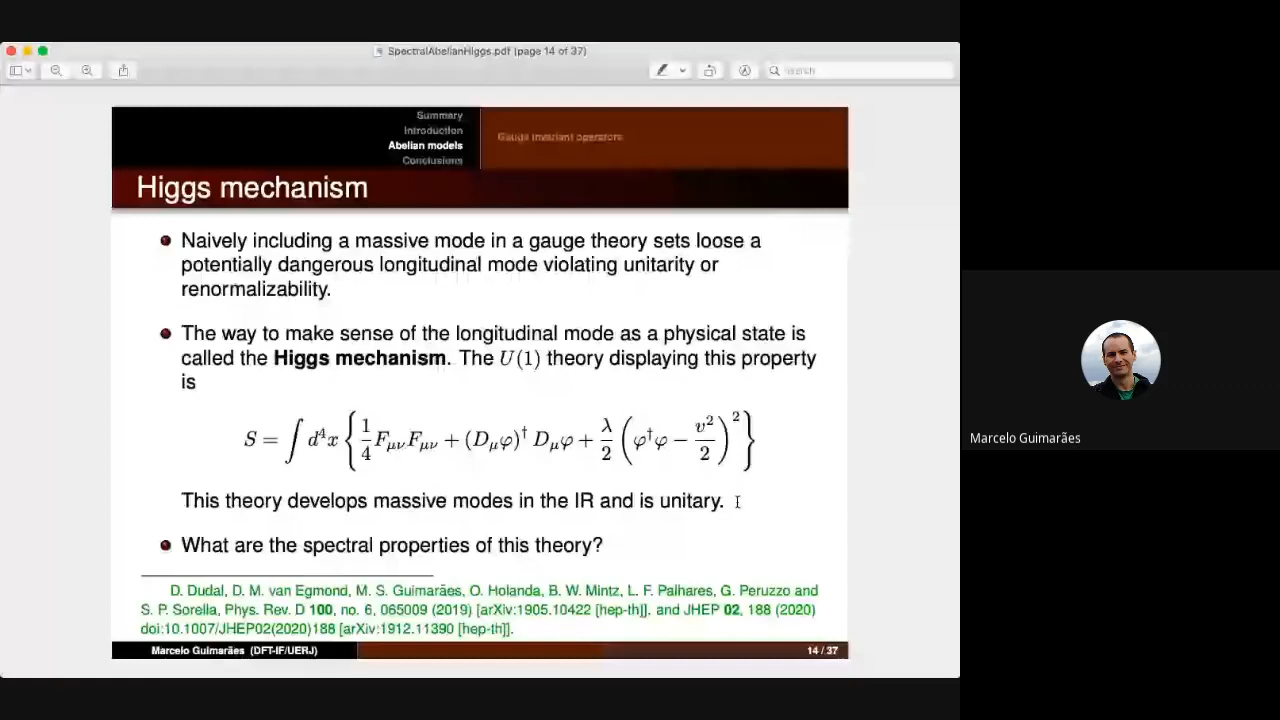 SpectralAbelianHiggs.pdf (page 14 of 37)
Search
Summary
Introduction
Abelian models
Conclusions
Gauge invariant operators
Higgs mechanism
Naively including a massive mode in a gauge theory sets loose a
potentially dangerous longitudinal mode violating unitarity or
renormalizability.
The way to make sense of the longitudinal mode as a physical state is
called the Higgs mechanism. The U(1) theory displaying this property
is
S = ∫ d⁴x { 1/4 F_μν F_μν + (D_μ φ)† D_μ φ + λ/2 ( φ†φ − v²/2 )² }
This theory develops massive modes in the IR and is unitary.
What are the spectral properties of this theory?
D. Dudal, D. M. van Egmond, M. S. Guimarães, O. Holanda, B. W. Mintz, L. F. Palhares, G. Peruzzo and
S. P. Sorella, Phys. Rev. D 100, no. 6, 065009 (2019) [arXiv:1905.10422 [hep-th]]. and JHEP 02, 188 (2020)
doi:10.1007/JHEP02(2020)188 [arXiv:1912.11390 [hep-th]].
Marcelo Guimarães (DFT-IF/UERJ)
14 / 37
Marcelo Guimarães